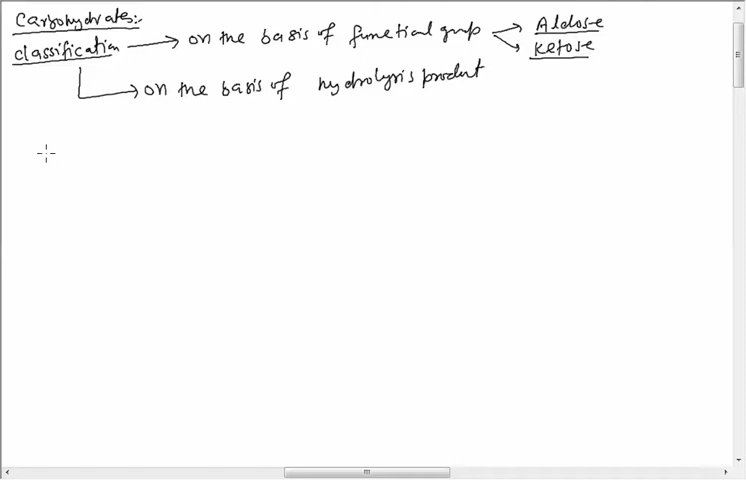 Carbohydrates:-
classification → on the basis of functional group → Aldose
→ Ketose
→ on the basis of hydrolysis product